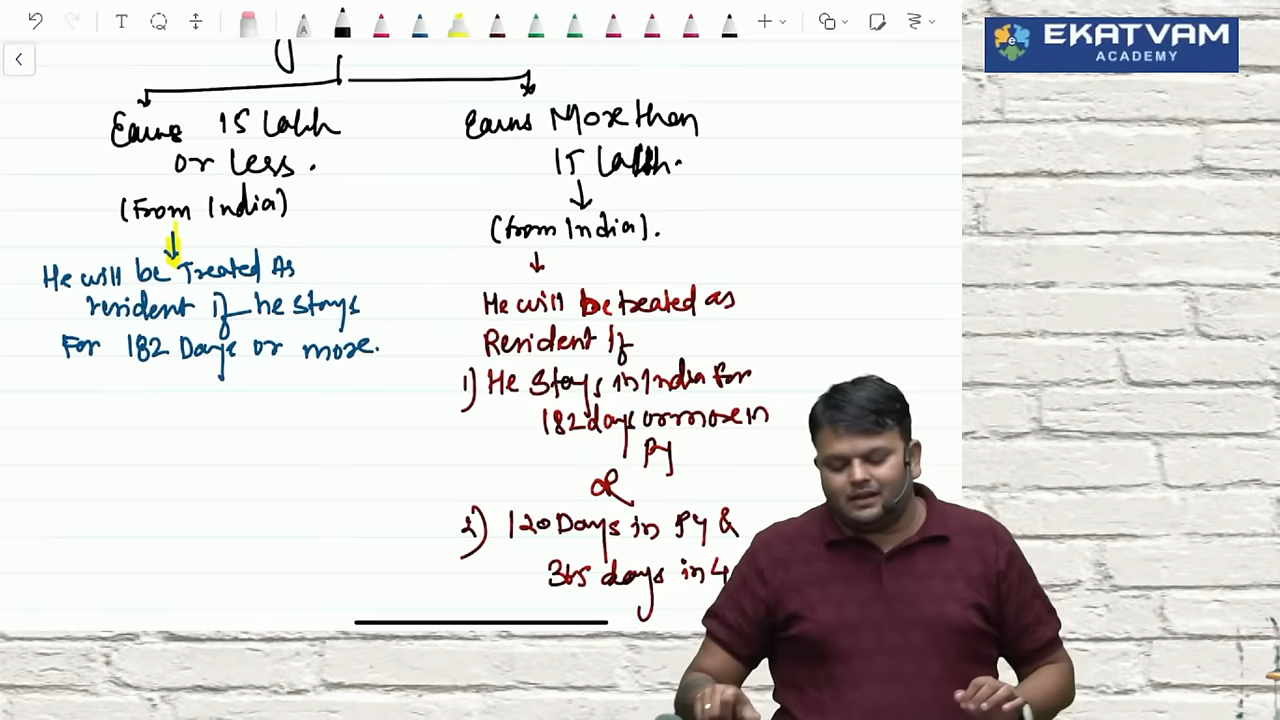 EKATVAM
ACADEMY
Earns 15 Lakh
or Less.
(From India)
He will be Treated As
resident if he stays
For 182 Days or more.
Earns More than
15 Lakh.
(from India).
He will be treated as
Resident If
1) He Stays in India For
182 days or more in
Py
OR
2) 120 Days in Py &
365 days in 4